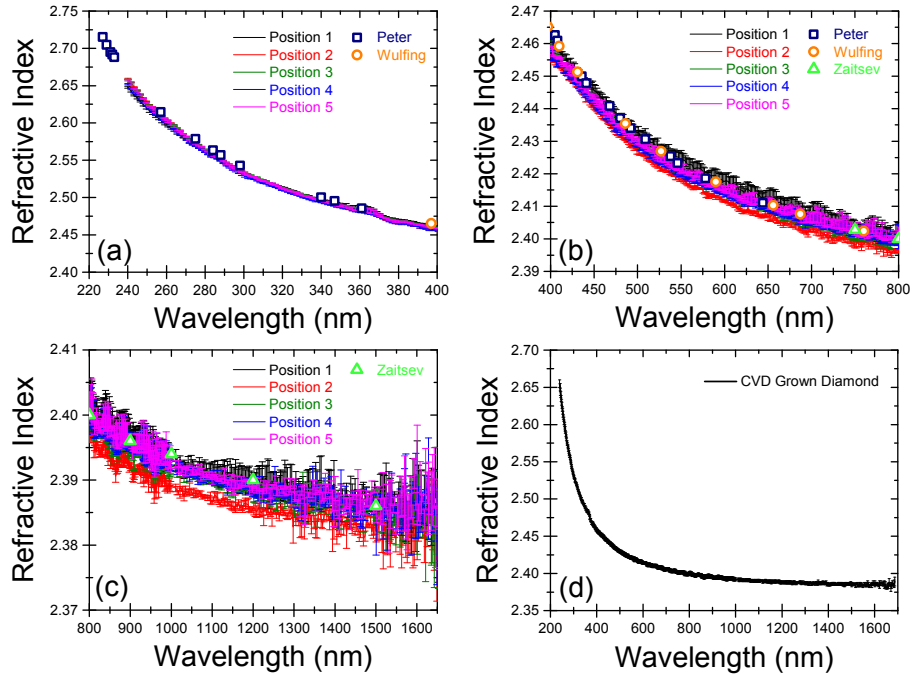 2.75
2.70
2.65
2.60
2.55
2.50
2.45
2.40
Refractive Index
Position 1
Position 2
Position 3
Position 4
Position 5
Peter
Wulfing
(a)
220 240 260 280 300 320 340 360 380 400
Wavelength (nm)
2.47
2.46
2.45
2.44
2.43
2.42
2.41
2.40
2.39
Refractive Index
Position 1
Position 2
Position 3
Position 4
Position 5
Peter
Wulfing
Zaitsev
(b)
400 450 500 550 600 650 700 750 800
Wavelength (nm)
2.41
2.40
2.39
2.38
2.37
Refractive Index
Position 1
Position 2
Position 3
Position 4
Position 5
Zaitsev
(c)
800 900 1000 1100 1200 1300 1400 1500 1600
Wavelength (nm)
2.70
2.65
2.60
2.55
2.50
2.45
2.40
2.35
Refractive Index
CVD Grown Diamond
(d)
200 400 600 800 1000 1200 1400 1600
Wavelength (nm)